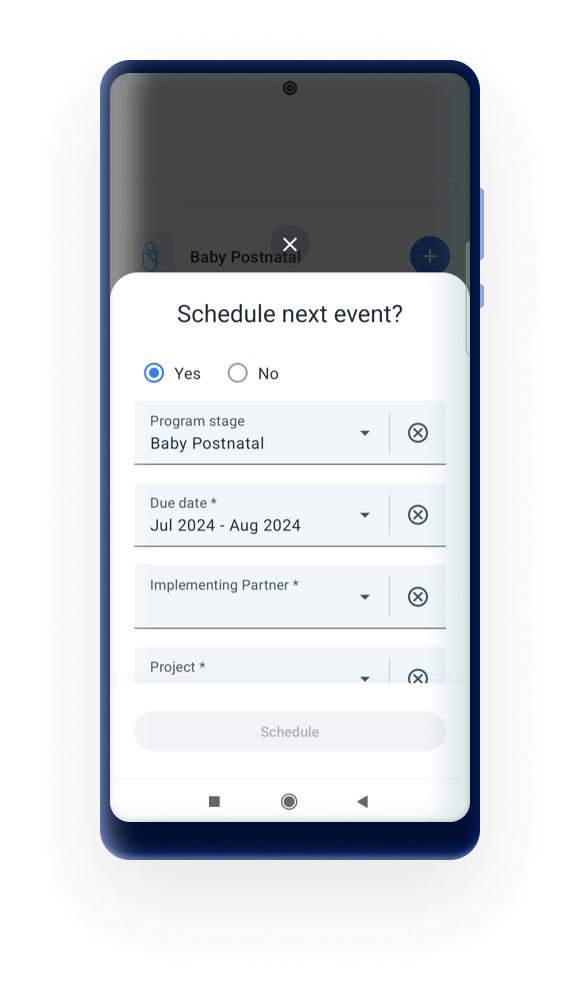 Baby Postnatal
Schedule next event?
Yes No
Program stage
Baby Postnatal
Due date *
Jul 2024 - Aug 2024
Implementing Partner *
Project *
Schedule